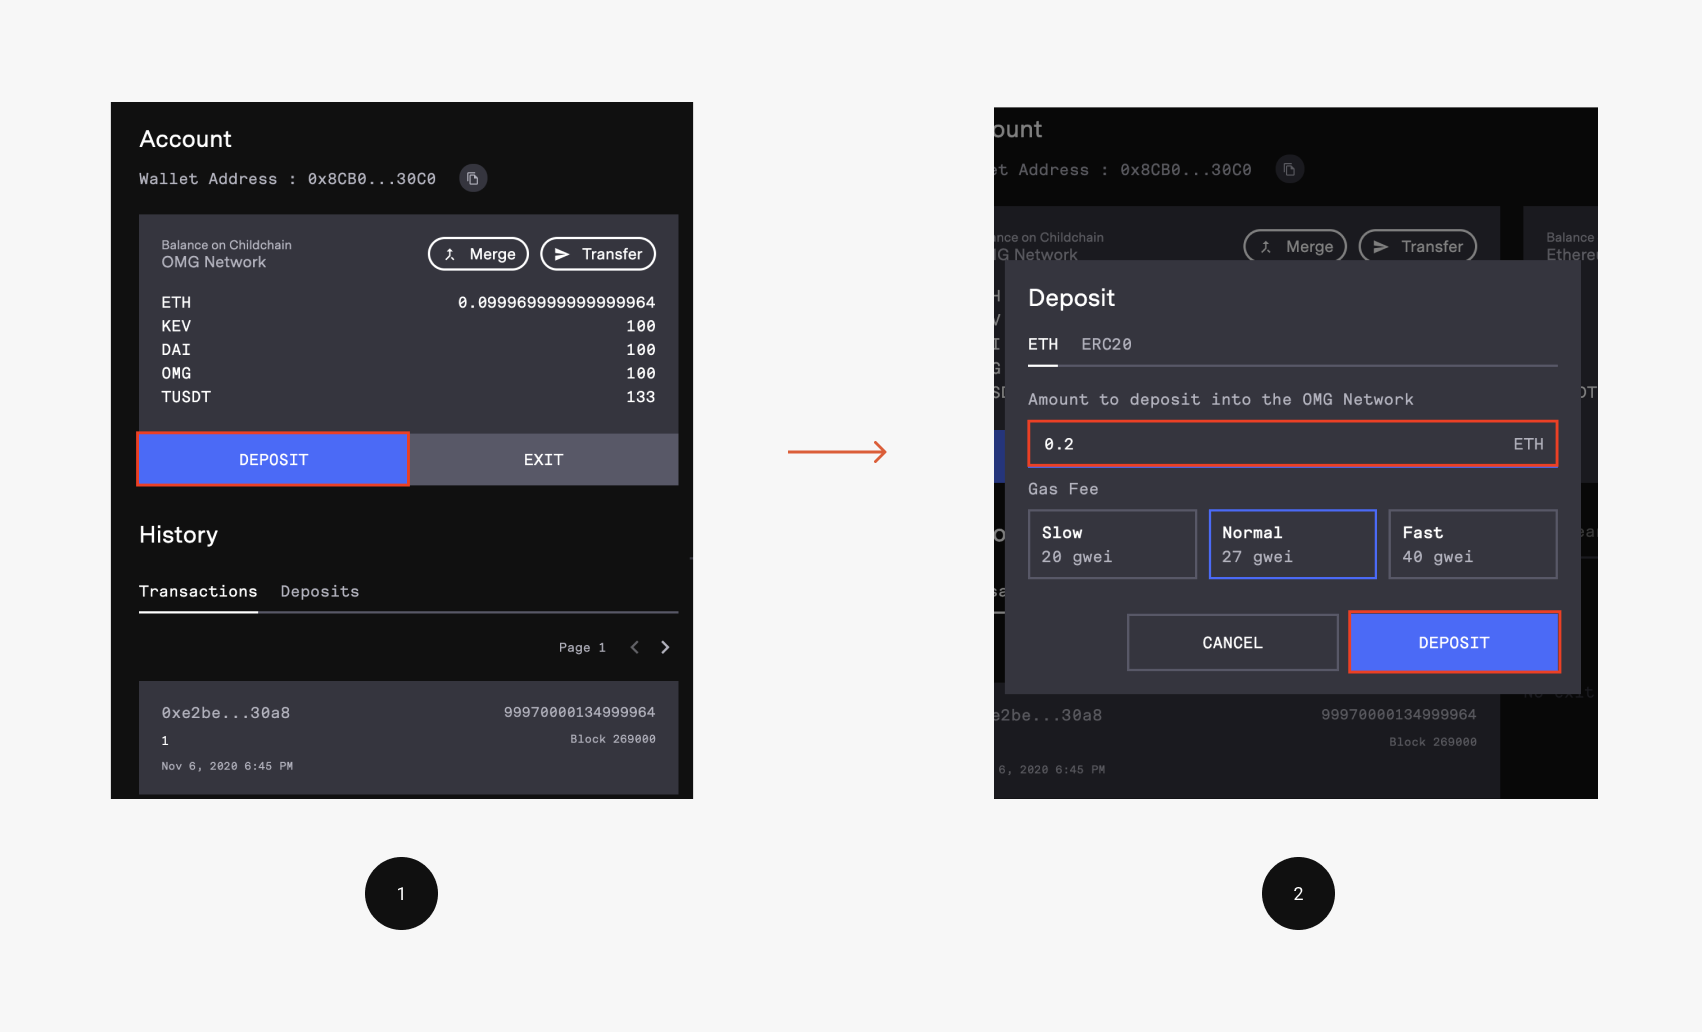 Account
Wallet Address : 0x8CB0...30C0
Balance on Childchain
OMG Network
Merge
Transfer
ETH 0.099969999999999964
KEV 100
DAI 100
OMG 100
TUSDT 133
DEPOSIT
EXIT
History
Transactions Deposits
Page 1
0xe2be...30a8 99970000134999964
1 Block 269000
Nov 6, 2020 6:45 PM
1
ount
et Address : 0x8CB0...30C0
nce on Childchain
G Network
Merge
Transfer
Balance
Ethere
Deposit
ETH ERC20
Amount to deposit into the OMG Network
0.2 ETH
Gas Fee
Slow
20 gwei
Normal
27 gwei
Fast
40 gwei
CANCEL
DEPOSIT
e2be...30a8 99970000134999964
Block 269000
6, 2020 6:45 PM
2